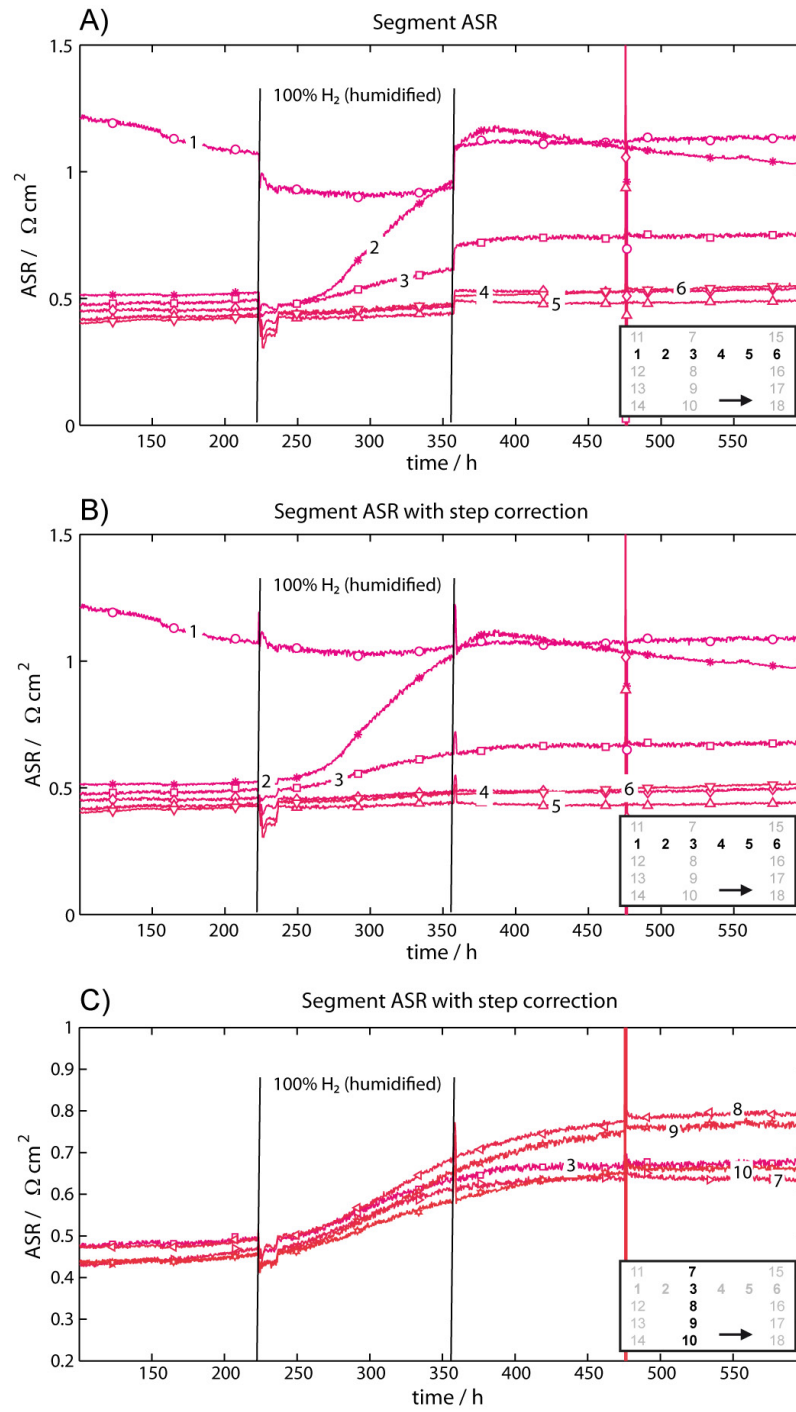 A)
Segment ASR
1.5
100% H₂ (humidified)
1
1
2
ASR / Ω cm²
3
0.5
4
6
5
11 7 15
1 2 3 4 5 6
12 8 16
13 9 17
14 10 18
0
150 200 250 300 350 400 450 500 550
time / h
B)
Segment ASR with step correction
1.5
100% H₂ (humidified)
1
1
ASR / Ω cm²
2
3
0.5
4
6
5
11 7 15
1 2 3 4 5 6
12 8 16
13 9 17
14 10 18
0
150 200 250 300 350 400 450 500 550
time / h
C)
Segment ASR with step correction
1
0.9
100% H₂ (humidified)
0.8
8
9
0.7
3
10
7
ASR / Ω cm²
0.6
0.5
0.4
0.3
11 7 15
1 2 3 4 5 6
12 8 16
13 9 17
14 10 18
0.2
150 200 250 300 350 400 450 500 550
time / h